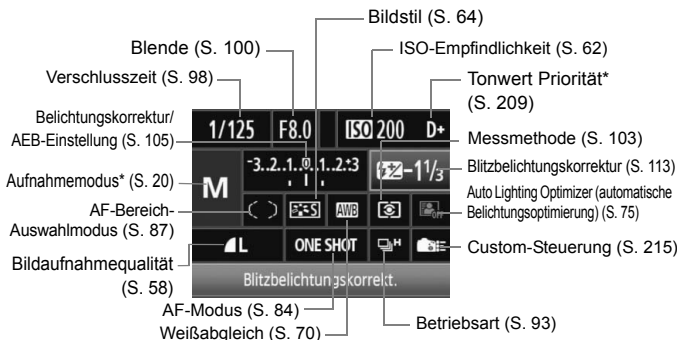 Bildstil (S. 64)
Blende (S. 100)
ISO-Empfindlichkeit (S. 62)
Verschlusszeit (S. 98)
Tonwert Priorität*
(S. 209)
Belichtungskorrektur/
AEB-Einstellung (S. 105)
1/125 F8.0 ISO 200 D+
Messmethode (S. 103)
-3..2..1..0..1..2..+3
-1 1/3
Blitzbelichtungskorrektur (S. 113)
Aufnahmemodus* (S. 20)
M
Auto Lighting Optimizer (automatische
Belichtungsoptimierung) (S. 75)
AF-Bereich-
Auswahlmodus (S. 87)
S AWB OFF
Bildaufnahmequalität
(S. 58)
L ONE SHOT H
Custom-Steuerung (S. 215)
Blitzbelichtungskorrekt.
AF-Modus (S. 84)
Betriebsart (S. 93)
Weißabgleich (S. 70)